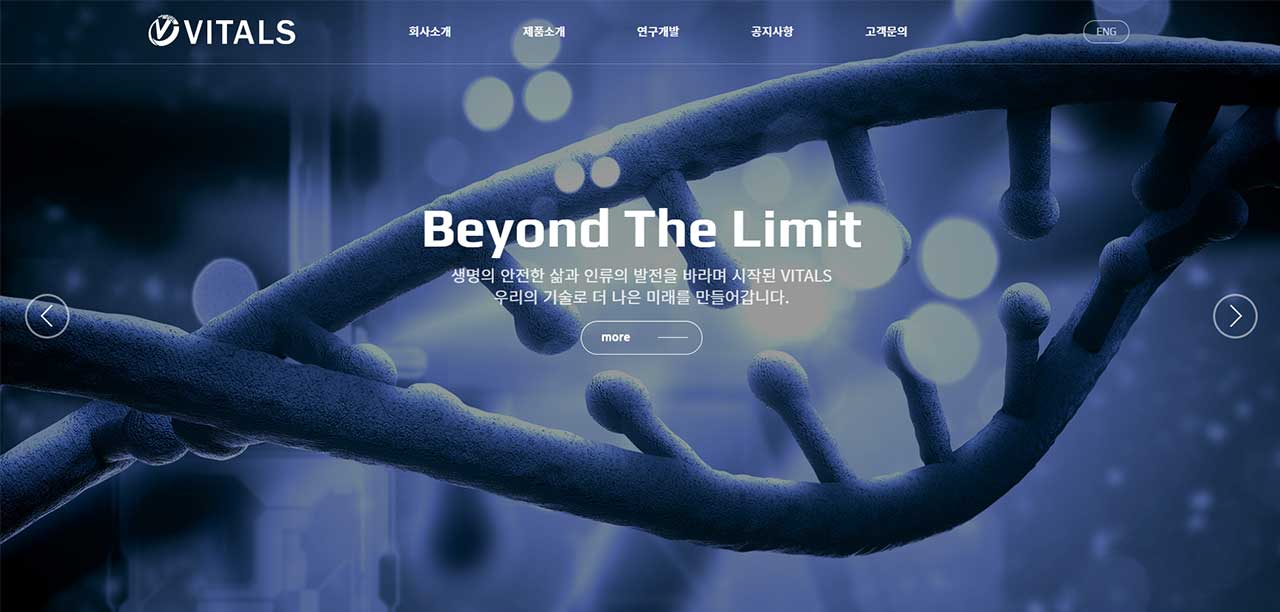 VITALS
회사소개
제품소개
연구개발
공지사항
고객문의
ENG
Beyond The Limit
생명의 안전한 삶과 인류의 발전을 바라며 시작된 VITALS
우리의 기술로 더 나은 미래를 만들어갑니다.
more